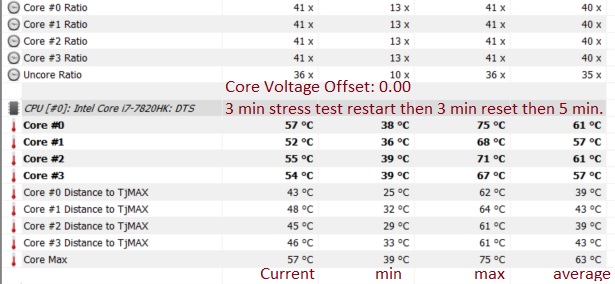 Core #0 Ratio 41 x 13 x 41 x 40 x
Core #1 Ratio 41 x 13 x 41 x 40 x
Core #2 Ratio 41 x 13 x 41 x 40 x
Core #3 Ratio 41 x 13 x 41 x 40 x
Uncore Ratio 36 x 10 x 36 x 35 x
Core Voltage Offset: 0.00
CPU [#0]: Intel Core i7-7820HK: DTS 3 min stress test restart then 3 min reset then 5 min.
Core #0 57 °C 38 °C 75 °C 61 °C
Core #1 52 °C 36 °C 68 °C 57 °C
Core #2 55 °C 39 °C 71 °C 61 °C
Core #3 54 °C 39 °C 67 °C 57 °C
Core #0 Distance to TjMAX 43 °C 25 °C 62 °C 39 °C
Core #1 Distance to TjMAX 48 °C 32 °C 64 °C 43 °C
Core #2 Distance to TjMAX 45 °C 29 °C 61 °C 39 °C
Core #3 Distance to TjMAX 46 °C 33 °C 61 °C 43 °C
Core Max 57 °C 39 °C 75 °C 63 °C
Current min max average